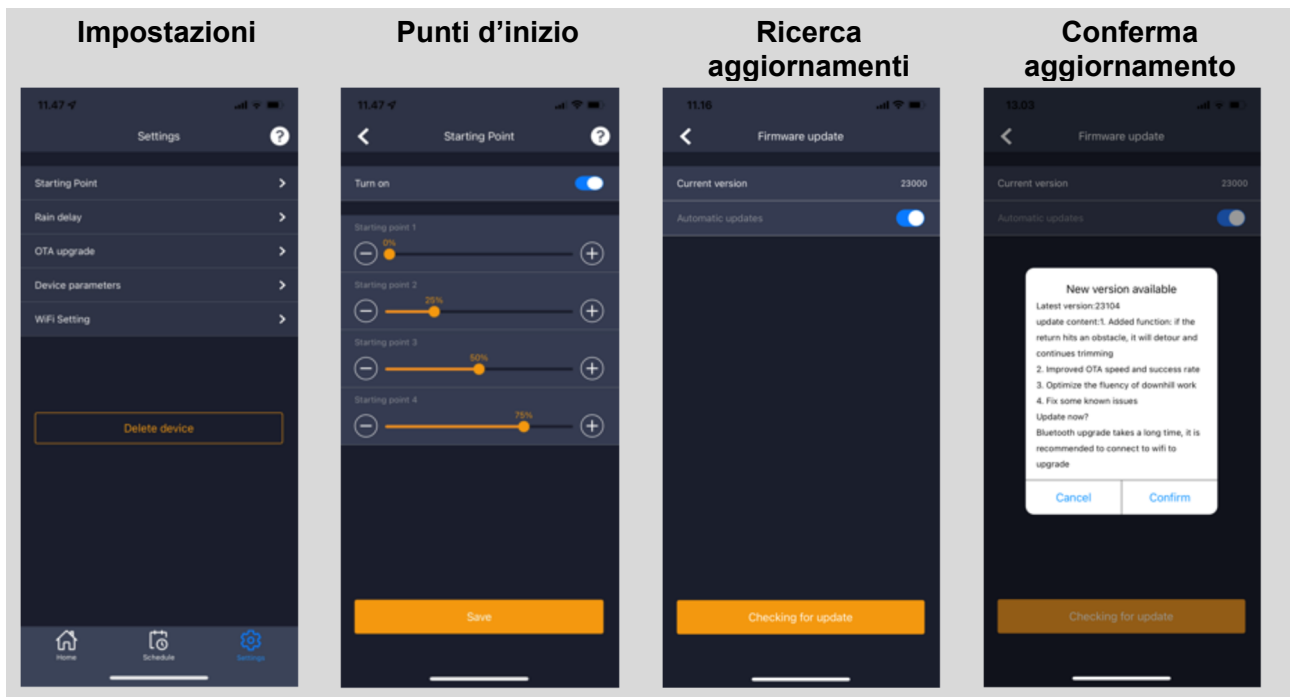 Impostazioni
Punti d'inizio
Ricerca
aggiornamenti
Conferma
aggiornamento
11.47
Settings
?
Starting Point
Rain delay
OTA upgrade
Device parameters
WiFi Setting
Delete device
Home
Schedule
Settings
11.47
Starting Point
?
Turn on
Starting point 1
0%
Starting point 2
25%
Starting point 3
50%
Starting point 4
75%
Save
11.16
Firmware update
Current version 23000
Automatic updates
Checking for update
13.03
Firmware update
Current version 23000
Automatic updates
New version available
Latest version:23104
update content:1. Added function: if the
return hits an obstacle, it will detour and
continues trimming
2. Improved OTA speed and success rate
3. Optimize the fluency of downhill work
4. Fix some known issues
Update now?
Bluetooth upgrade takes a long time, it is
recommended to connect to wifi to
upgrade
Cancel Confirm
Checking for update